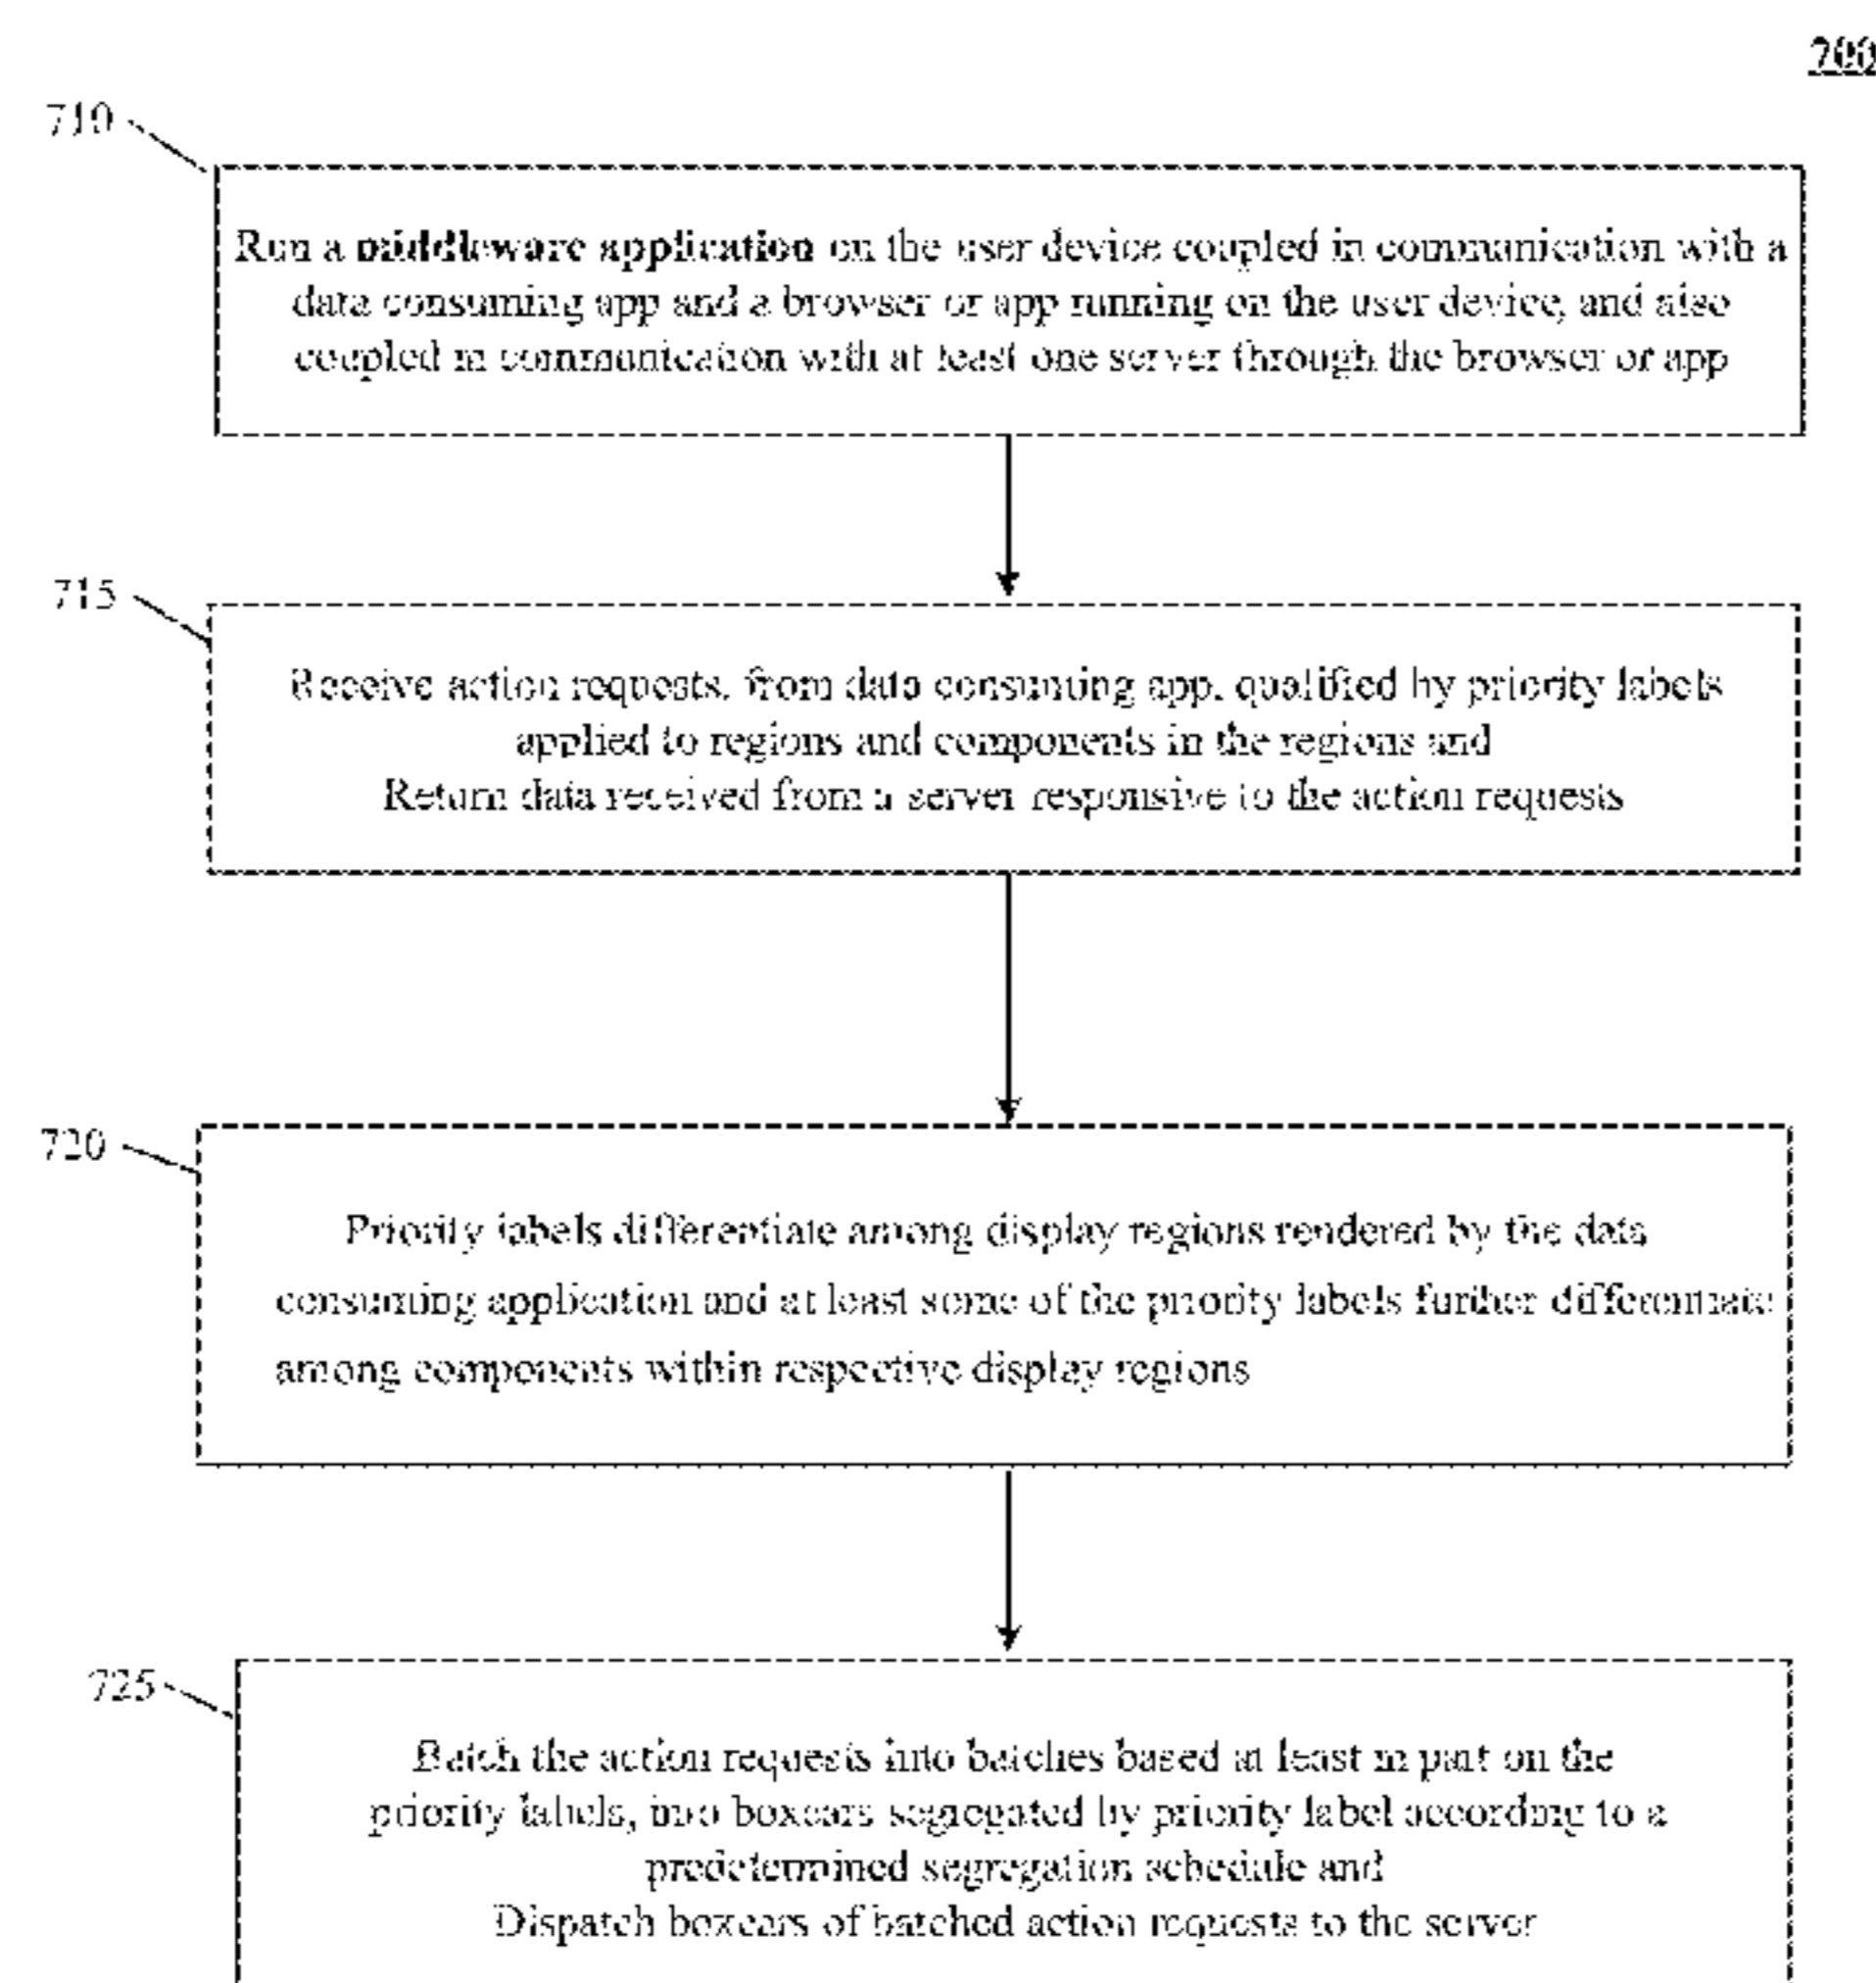 700
710
Run a middleware application on the user device coupled in communication with a
data consuming app and a browser or app running on the user device, and also
coupled in communication with at least one server through the browser or app
715
Receive action requests, from data consuming app, qualified by priority labels
applied to regions and components in the regions and
Return data received from a server responsive to the action requests
720
Priority labels differentiate among display regions rendered by the data
consuming application and at least some of the priority labels further differentiate
among components within respective display regions
725
Batch the action requests into batches based at least in part on the
priority labels, into boxcars segregated by priority label according to a
predetermined segregation schedule and
Dispatch boxcars of batched action requests to the server